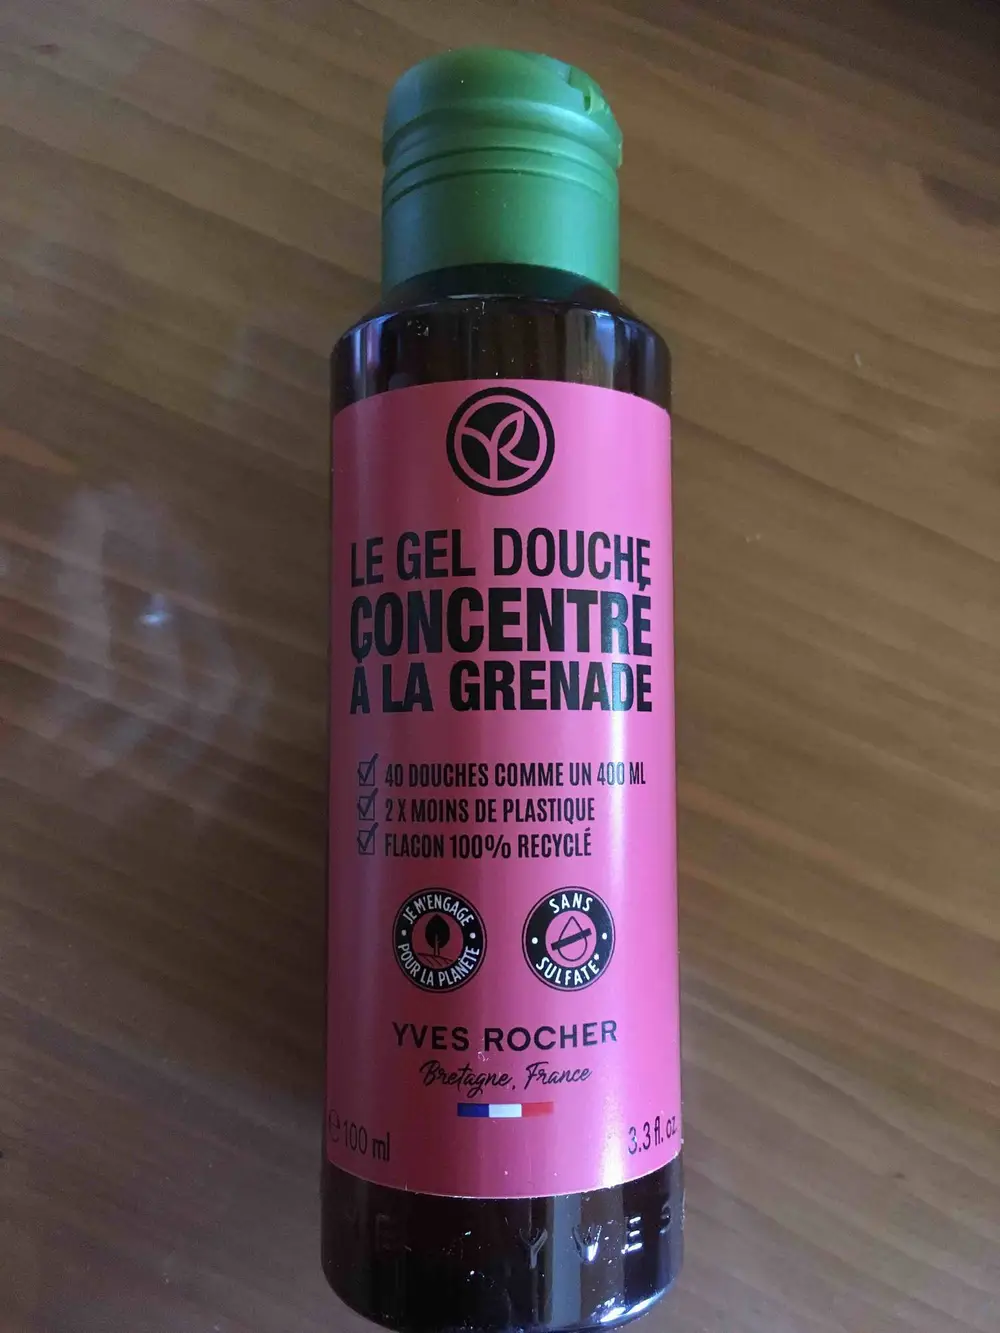 LE GEL DOUCHE
CONCENTRÉ
À LA GRENADE
40 DOUCHES COMME UN 400 ML
2 X MOINS DE PLASTIQUE
FLACON 100% RECYCLÉ
JE M'ENGAGE
POUR LA PLANÈTE
SANS
SULFATE*
YVES ROCHER
Bretagne, France
℮100 ml
3.3 fl. oz.
YVES